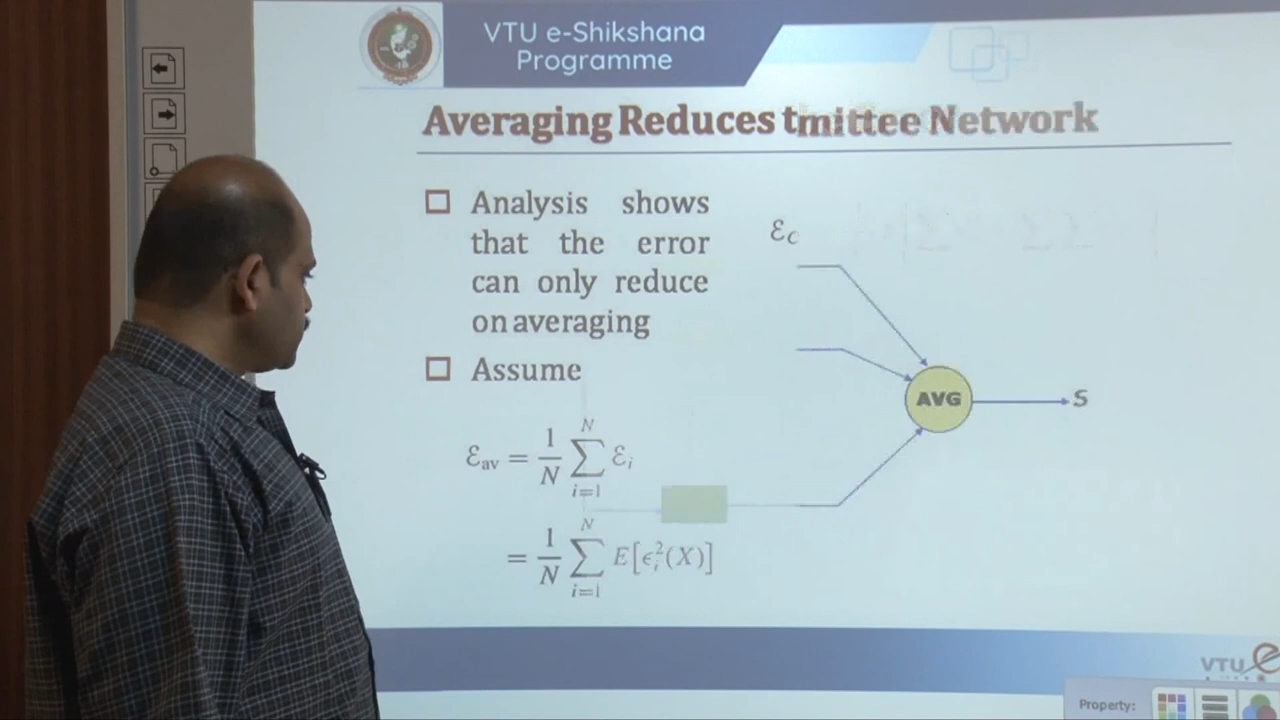 VTU e-Shikshana
Programme
Averaging Reduces tmittee Network
Analysis shows
that the error
can only reduce
on averaging
Assume
ℰav = 1/N ∑_{i=1}^{N} ℰi
= 1/N ∑_{i=1}^{N} E[ϵi²(X)]
ℰC
AVG
S
VTU e
Property: